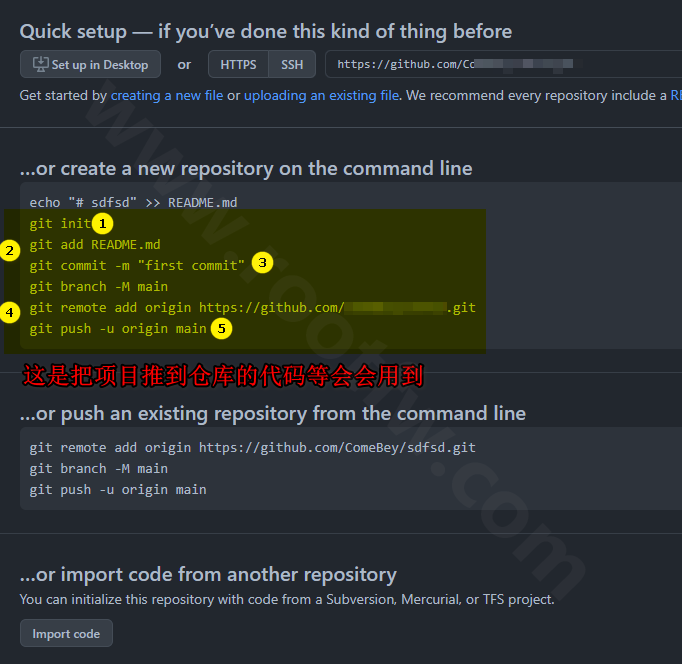 Quick setup — if you’ve done this kind of thing before
Set up in Desktop or HTTPS SSH https://github.com/Co
Get started by creating a new file or uploading an existing file. We recommend every repository include a
...or create a new repository on the command line
echo "# sdfsd" >> README.md
git init 1
2 git add README.md
git commit -m "first commit" 3
git branch -M main
4 git remote add origin https://github.com/ .git
git push -u origin main 5
这是把项目推到仓库的代码等会会用到
...or push an existing repository from the command line
git remote add origin https://github.com/ComeBey/sdfsd.git
git branch -M main
git push -u origin main
...or import code from another repository
You can initialize this repository with code from a Subversion, Mercurial, or TFS project.
Import code